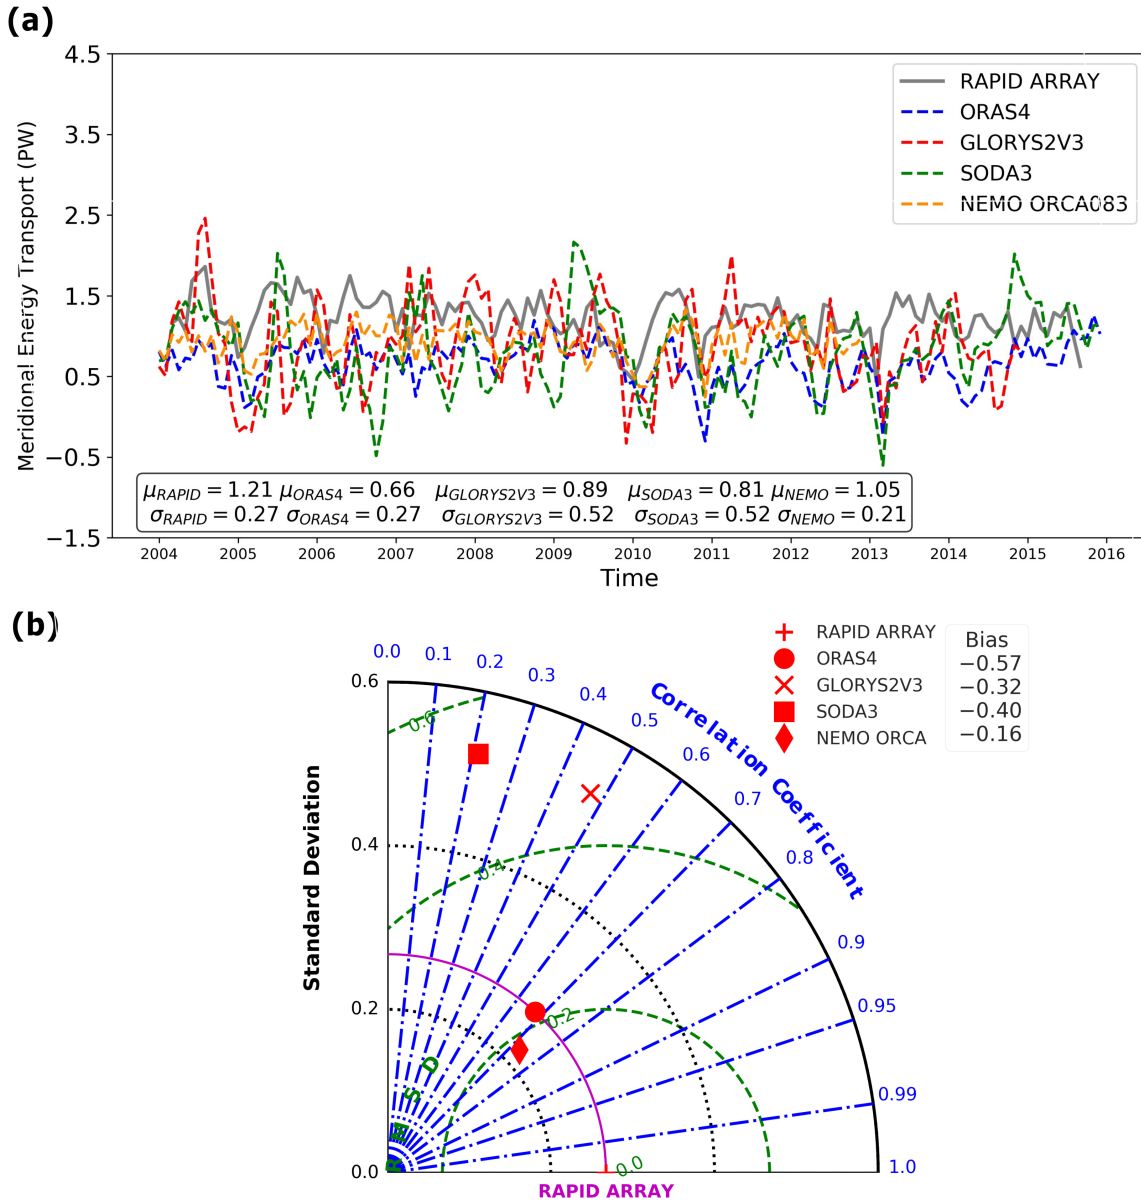 (a)
4.5
3.5
2.5
1.5
0.5
−0.5
−1.5
Meridional Energy Transport (PW)
RAPID ARRAY
ORAS4
GLORYS2V3
SODA3
NEMO ORCA083
μRAPID = 1.21 μORAS4 = 0.66 μGLORYS2V3 = 0.89 μSODA3 = 0.81 μNEMO = 1.05
σRAPID = 0.27 σORAS4 = 0.27 σGLORYS2V3 = 0.52 σSODA3 = 0.52 σNEMO = 0.21
2004 2005 2006 2007 2008 2009 2010 2011 2012 2013 2014 2015 2016
Time
(b)
RAPID ARRAY
ORAS4
GLORYS2V3
SODA3
NEMO ORCA
Bias
−0.57
−0.32
−0.40
−0.16
0.0 0.1 0.2 0.3 0.4 0.5 0.6 0.7 0.8 0.9 0.95 0.99 1.0
Correlation Coefficient
0.6
0.4
0.2
0.0
Standard Deviation
0.6
0.4
0.2
0.0
RMSD
RAPID ARRAY